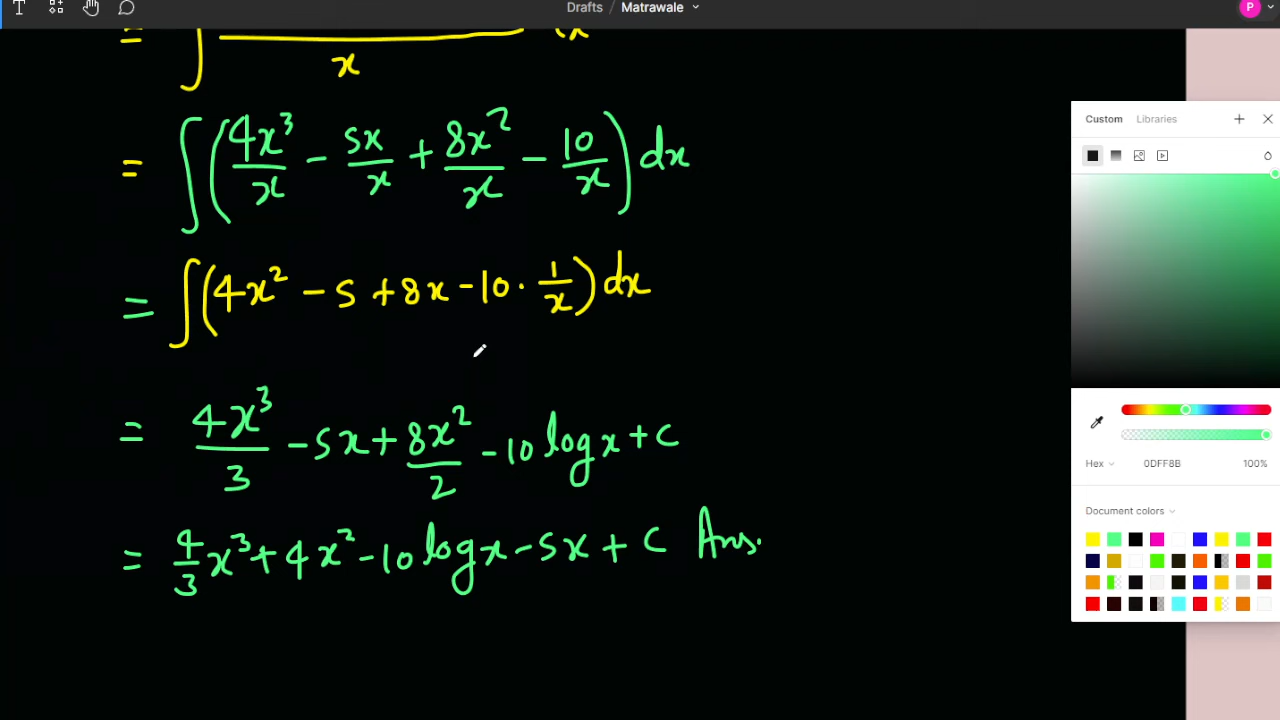 Drafts / Matrawale
P
= ∫ ―― dx
x
= ∫(4x³/x - 5x/x + 8x²/x - 10/x) dx
= ∫(4x² - 5 + 8x - 10 · 1/x) dx
= 4x³/3 - 5x + 8x²/2 - 10 log x + c
= 4/3 x³ + 4x² - 10 log x - 5x + c Ans.
Custom Libraries
Hex 0DFF8B 100%
Document colors